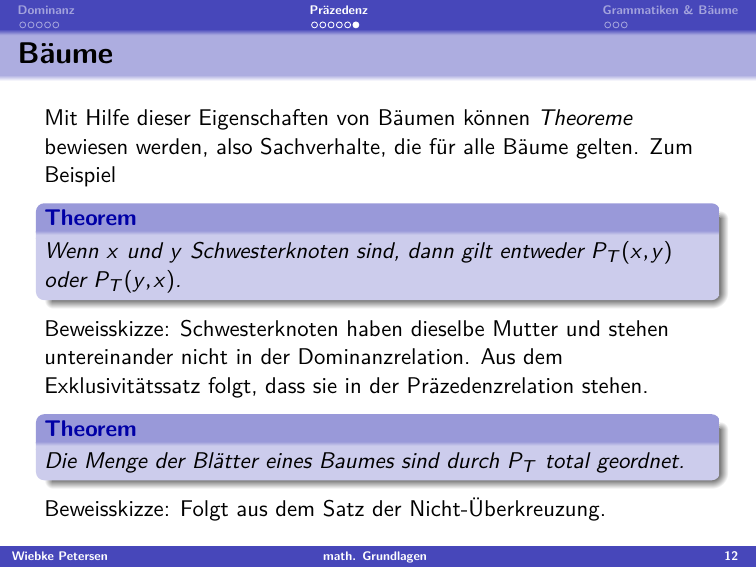 Dominanz Präzedenz Grammatiken & Bäume
Bäume
Mit Hilfe dieser Eigenschaften von Bäumen können Theoreme
bewiesen werden, also Sachverhalte, die für alle Bäume gelten. Zum
Beispiel
Theorem
Wenn x und y Schwesterknoten sind, dann gilt entweder P_T(x,y)
oder P_T(y,x).
Beweisskizze: Schwesterknoten haben dieselbe Mutter und stehen
untereinander nicht in der Dominanzrelation. Aus dem
Exklusivitätssatz folgt, dass sie in der Präzedenzrelation stehen.
Theorem
Die Menge der Blätter eines Baumes sind durch P_T total geordnet.
Beweisskizze: Folgt aus dem Satz der Nicht-Überkreuzung.
Wiebke Petersen math. Grundlagen 12